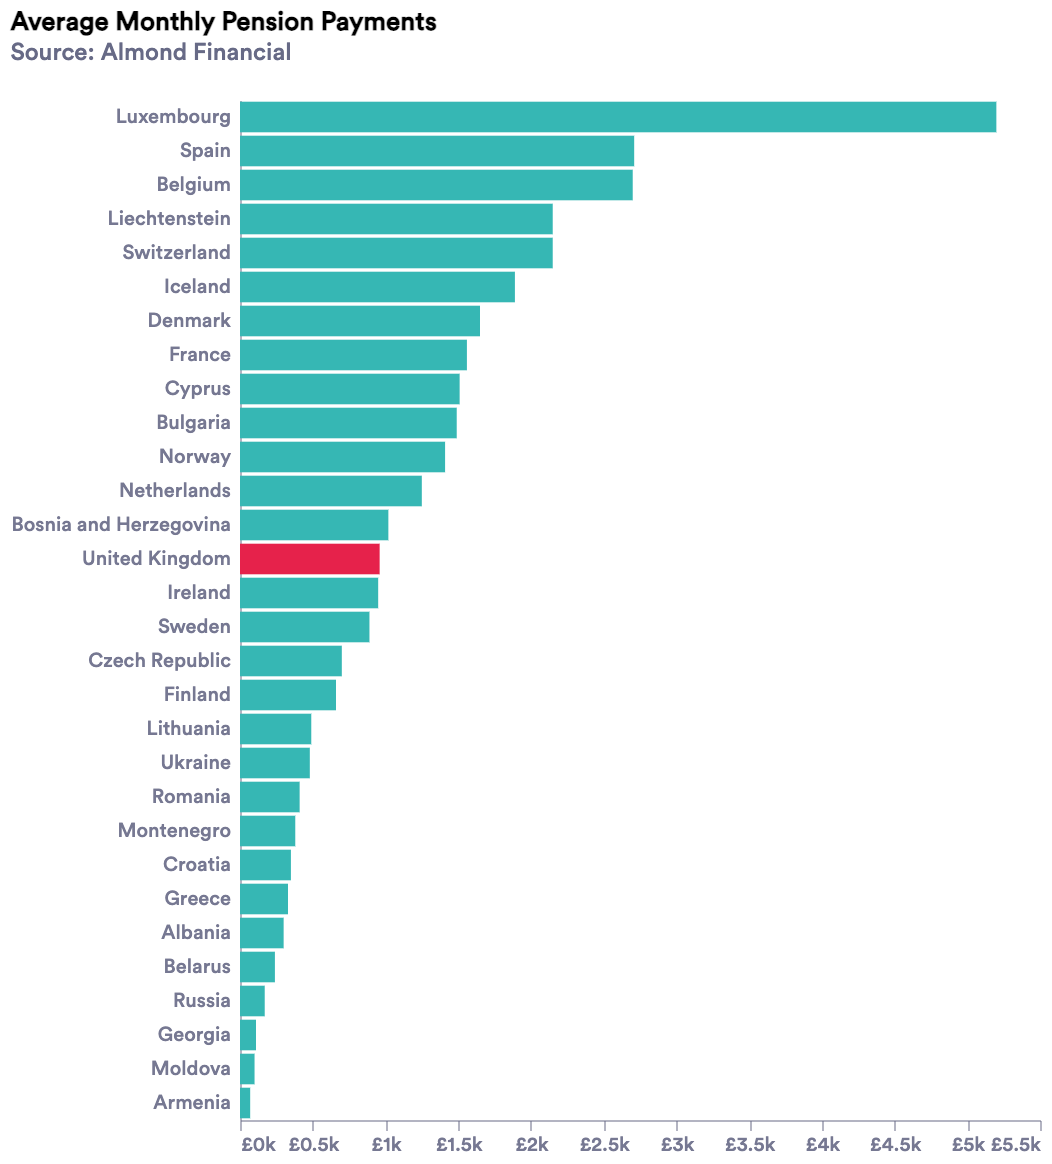 Average Monthly Pension Payments
Source: Almond Financial
Luxembourg
Spain
Belgium
Liechtenstein
Switzerland
Iceland
Denmark
France
Cyprus
Bulgaria
Norway
Netherlands
Bosnia and Herzegovina
United Kingdom
Ireland
Sweden
Czech Republic
Finland
Lithuania
Ukraine
Romania
Montenegro
Croatia
Greece
Albania
Belarus
Russia
Georgia
Moldova
Armenia
£0k £0.5k £1k £1.5k £2k £2.5k £3k £3.5k £4k £4.5k £5k £5.5k